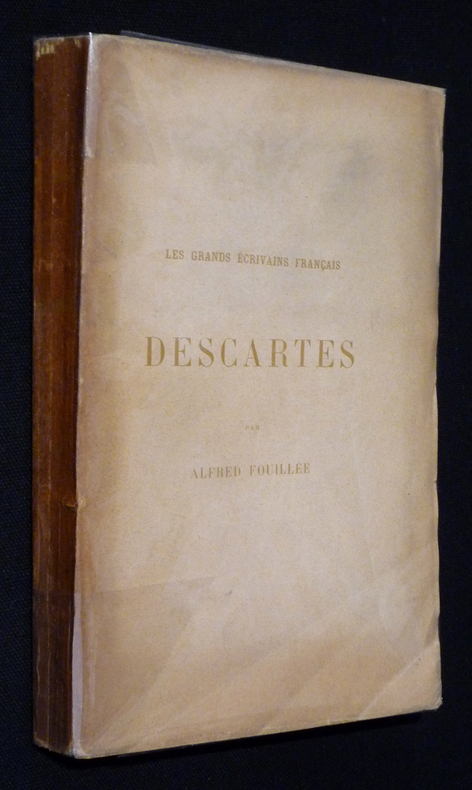 LES GRANDS ÉCRIVAINS FRANÇAIS
DESCARTES
PAR
ALFRED FOUILLÉE